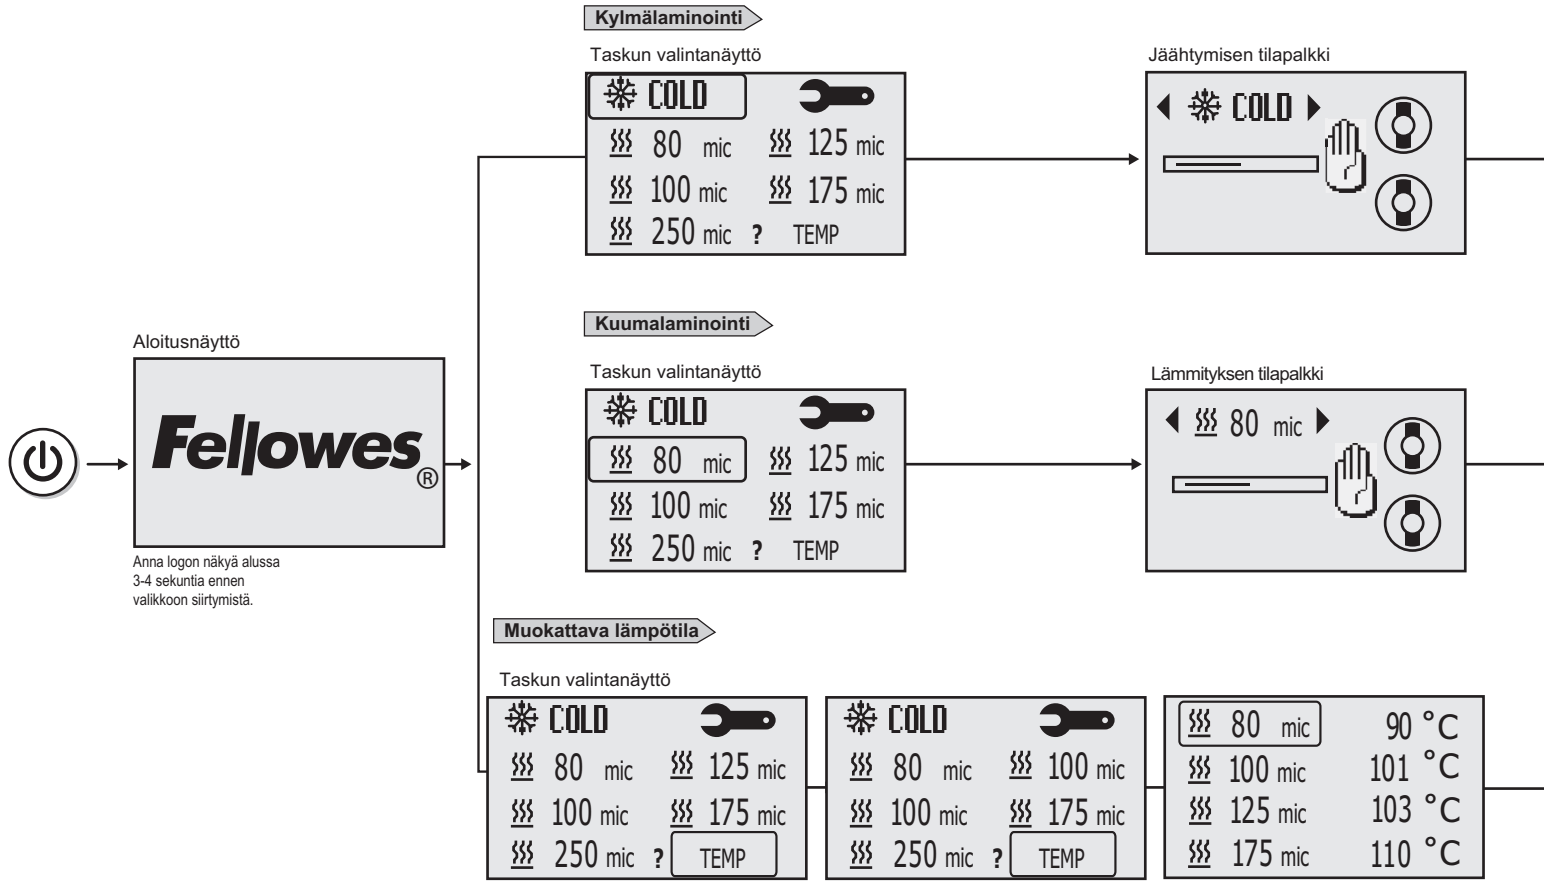 Kylmälaminointi
Taskun valintanäyttö
COLD
80 mic 125 mic
100 mic 175 mic
250 mic ? TEMP
Jäähtymisen tilapalkki
COLD
Kuumalaminointi
Taskun valintanäyttö
COLD
80 mic 125 mic
100 mic 175 mic
250 mic ? TEMP
Lämmityksen tilapalkki
80 mic
Aloitusnäyttö
Fellowes®
Anna logon näkyä alussa
3-4 sekuntia ennen
valikkoon siirtymistä.
Muokattava lämpötila
Taskun valintanäyttö
COLD
80 mic 125 mic
100 mic 175 mic
250 mic ? TEMP
COLD
80 mic 100 mic
100 mic 175 mic
250 mic ? TEMP
80 mic 90 °C
100 mic 101 °C
125 mic 103 °C
175 mic 110 °C